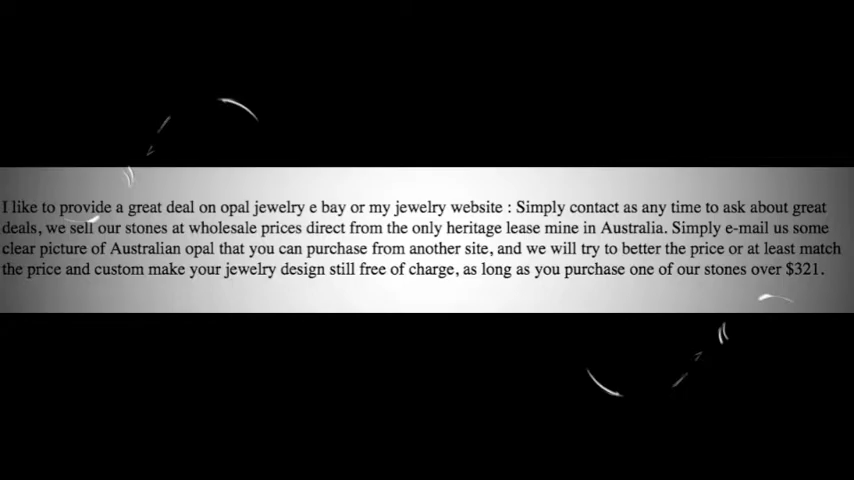 I like to provide a great deal on opal jewelry e bay or my jewelry website : Simply contact as any time to ask about great
deals, we sell our stones at wholesale prices direct from the only heritage lease mine in Australia. Simply e-mail us some
clear picture of Australian opal that you can purchase from another site, and we will try to better the price or at least match
the price and custom make your jewelry design still free of charge, as long as you purchase one of our stones over $321.